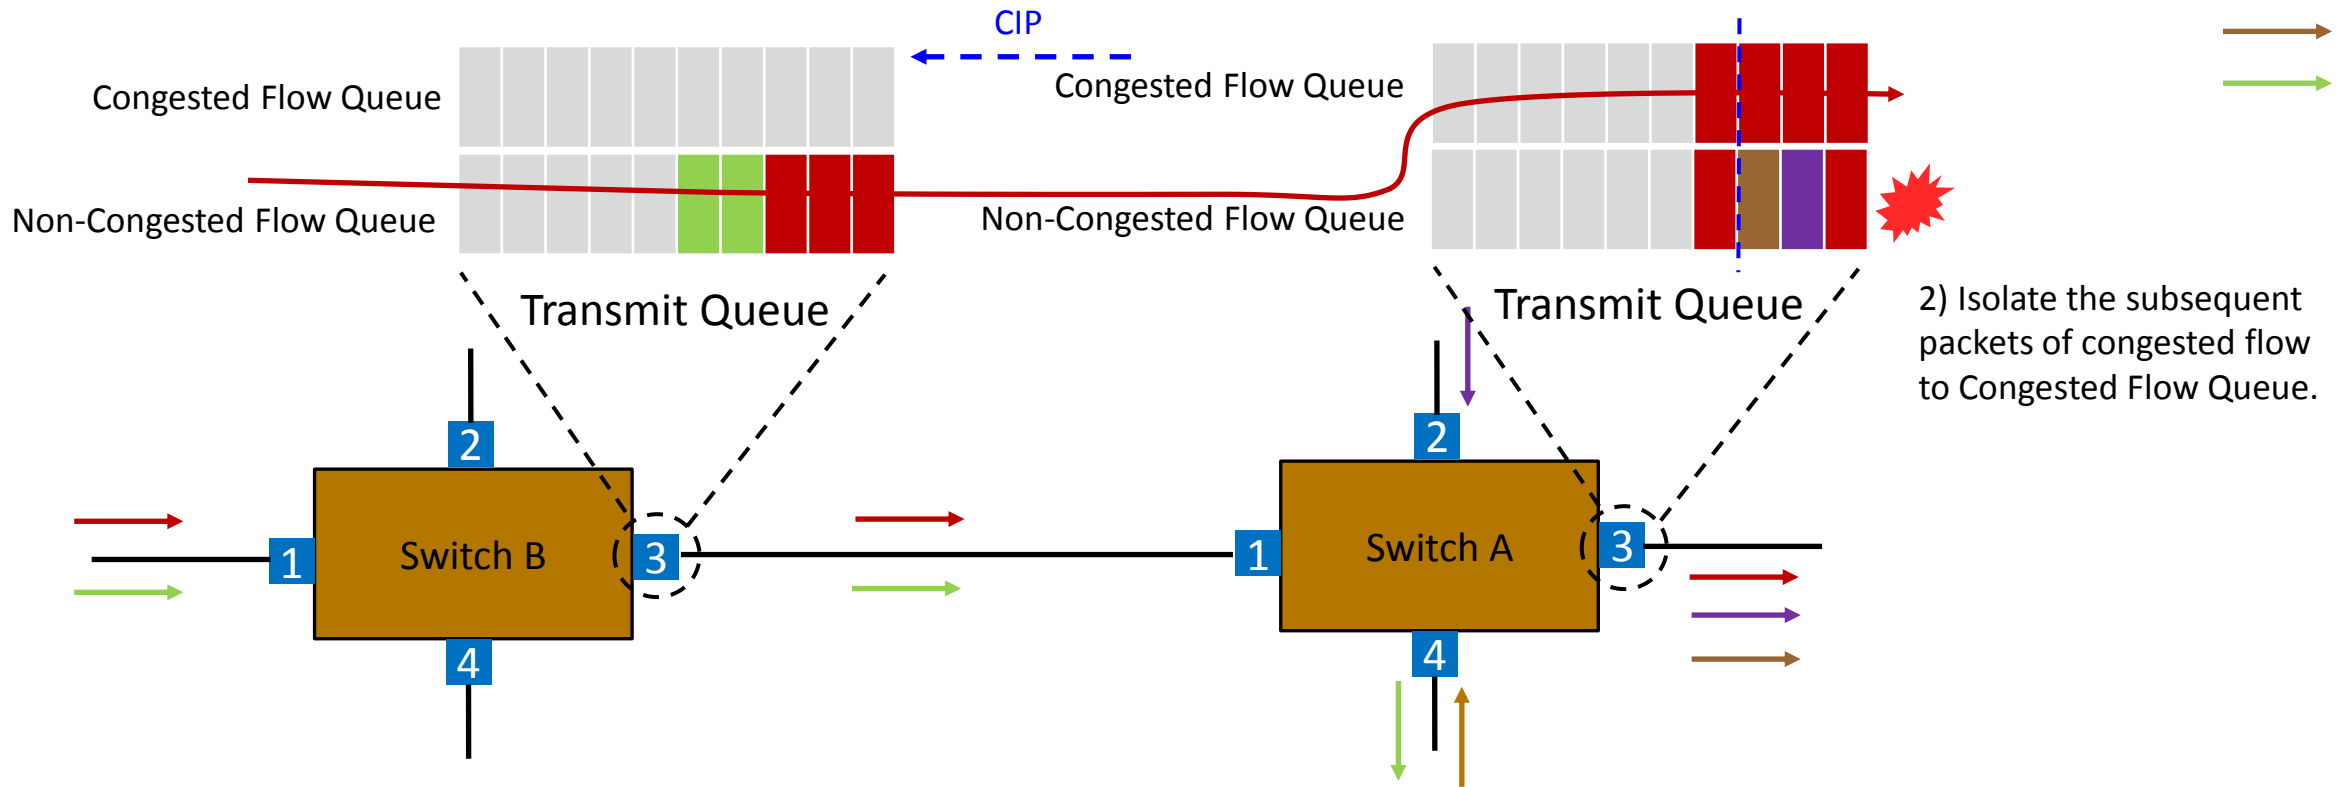 CIP
Congested Flow Queue
Congested Flow Queue
Non-Congested Flow Queue
Non-Congested Flow Queue
Transmit Queue
Transmit Queue
2) Isolate the subsequent
packets of congested flow
to Congested Flow Queue.
2
2
1
Switch B
3
1
Switch A
3
4
4